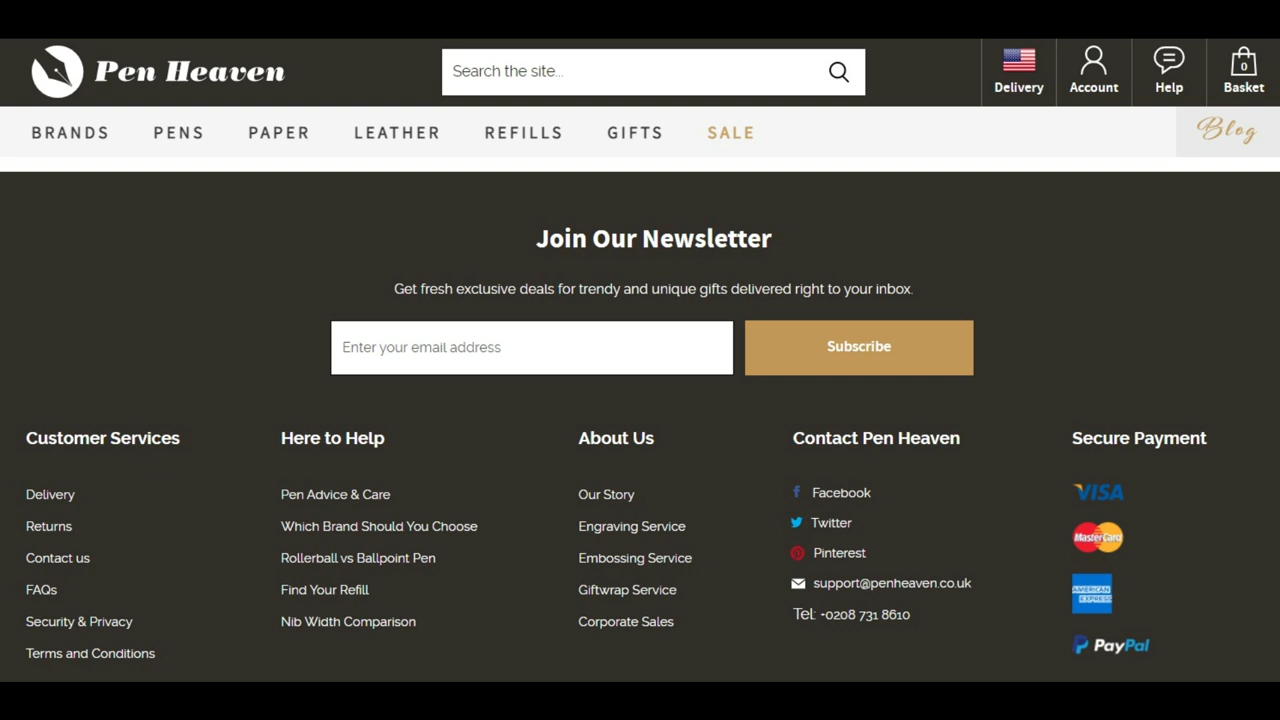 Pen Heaven
Search the site...
Delivery
Account
0
Help
Basket
BRANDS PENS PAPER LEATHER REFILLS GIFTS SALE Blog
Join Our Newsletter
Get fresh exclusive deals for trendy and unique gifts delivered right to your inbox.
Enter your email address
Subscribe
Customer Services
Delivery
Returns
Contact us
FAQs
Security & Privacy
Terms and Conditions
Here to Help
Pen Advice & Care
Which Brand Should You Choose
Rollerball vs Ballpoint Pen
Find Your Refill
Nib Width Comparison
About Us
Our Story
Engraving Service
Embossing Service
Giftwrap Service
Corporate Sales
Contact Pen Heaven
Facebook
Twitter
Pinterest
support@penheaven.co.uk
Tel: +0208 731 8610
Secure Payment
VISA
MasterCard
AMERICAN
EXPRESS
PayPal